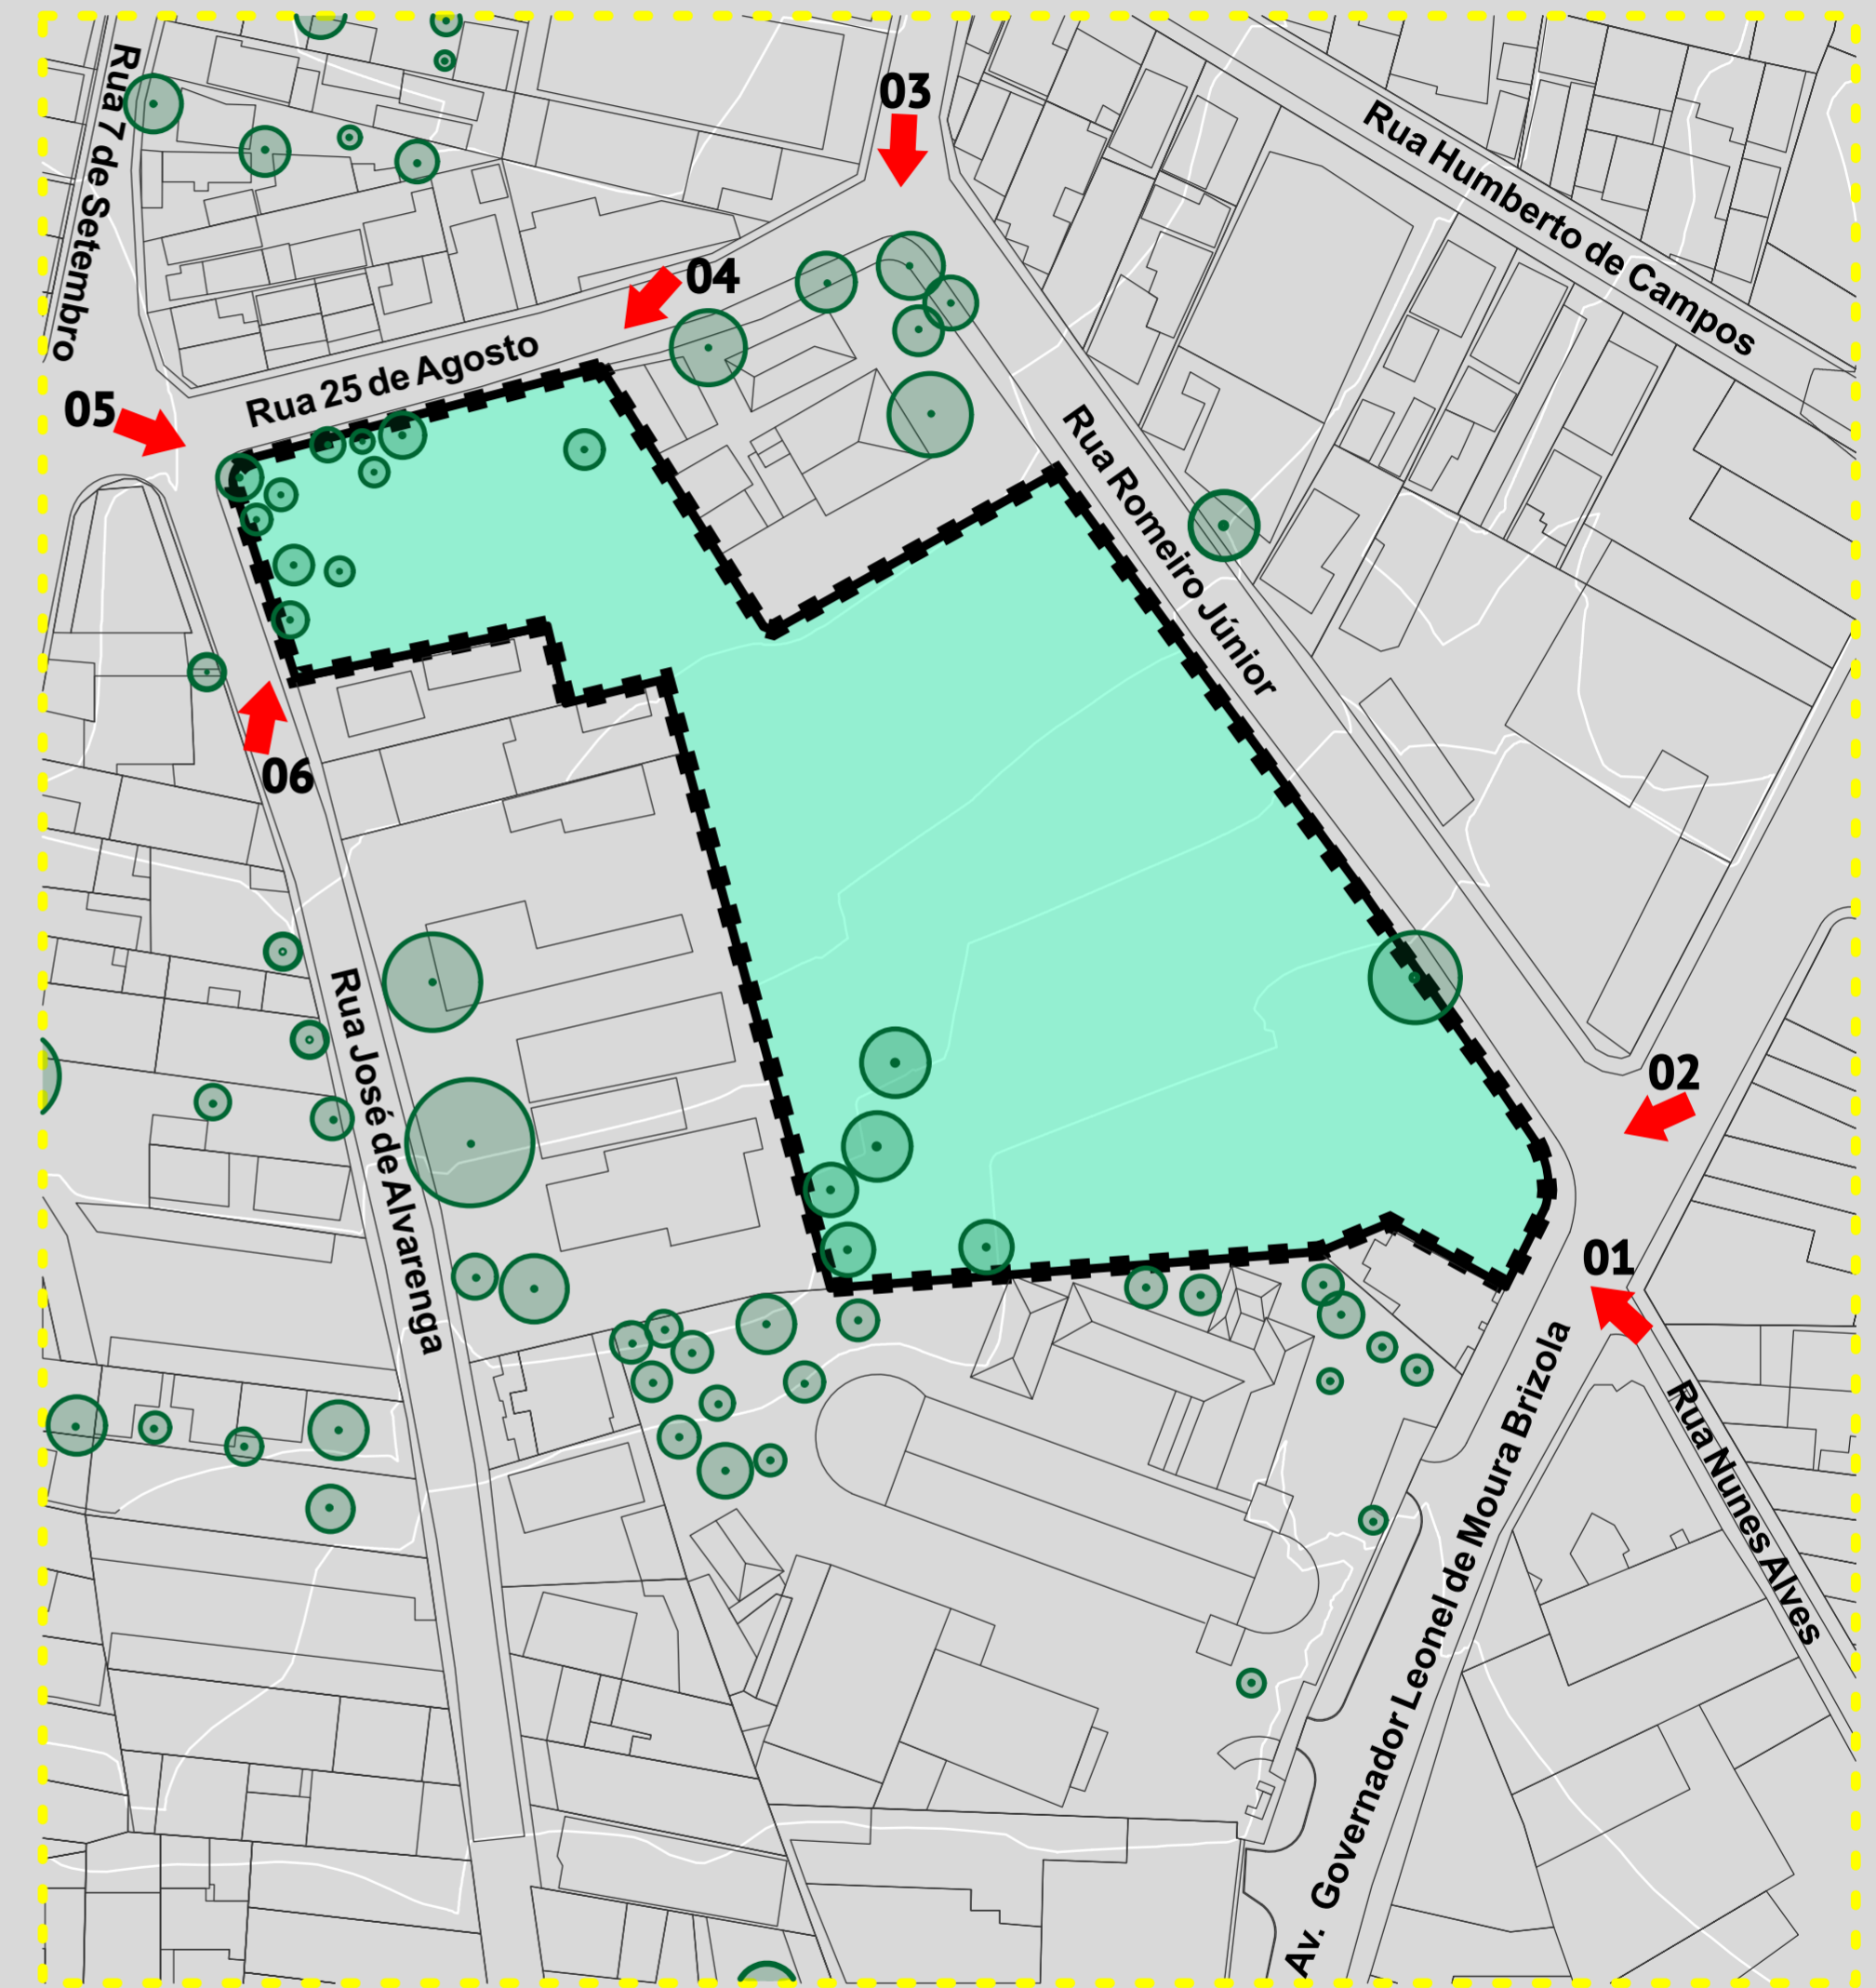 03
Rua 7 de Setembro
Rua Humberto de Campos
04
Rua 25 de Agosto
05
Rua Romeiro Júnior
06
Rua José de Alvarenga
02
01
Av. Governador Leonel de Moura Brizola
Rua Nunes Alves